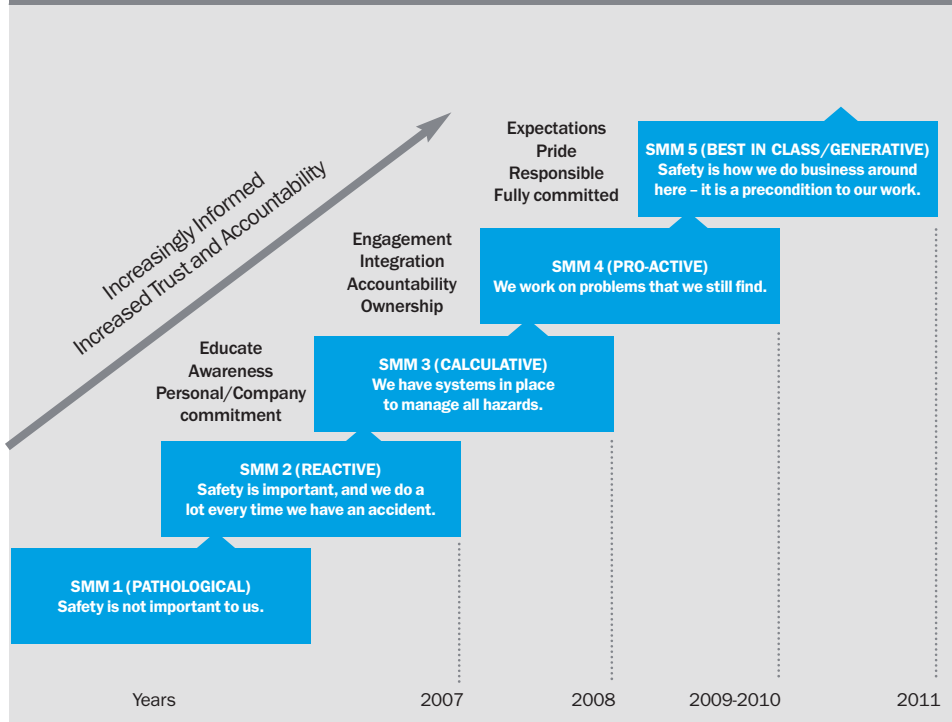 Expectations
Pride
Responsible
Fully committed
SMM 5 (BEST IN CLASS/GENERATIVE)
Safety is how we do business around
here – it is a precondition to our work.
Increasingly Informed
Increased Trust and Accountability
Engagement
Integration
Accountability
Ownership
SMM 4 (PRO-ACTIVE)
We work on problems that we still find.
Educate
Awareness
Personal/Company
commitment
SMM 3 (CALCULATIVE)
We have systems in place
to manage all hazards.
SMM 2 (REACTIVE)
Safety is important, and we do a
lot every time we have an accident.
SMM 1 (PATHOLOGICAL)
Safety is not important to us.
Years 2007 2008 2009-2010 2011